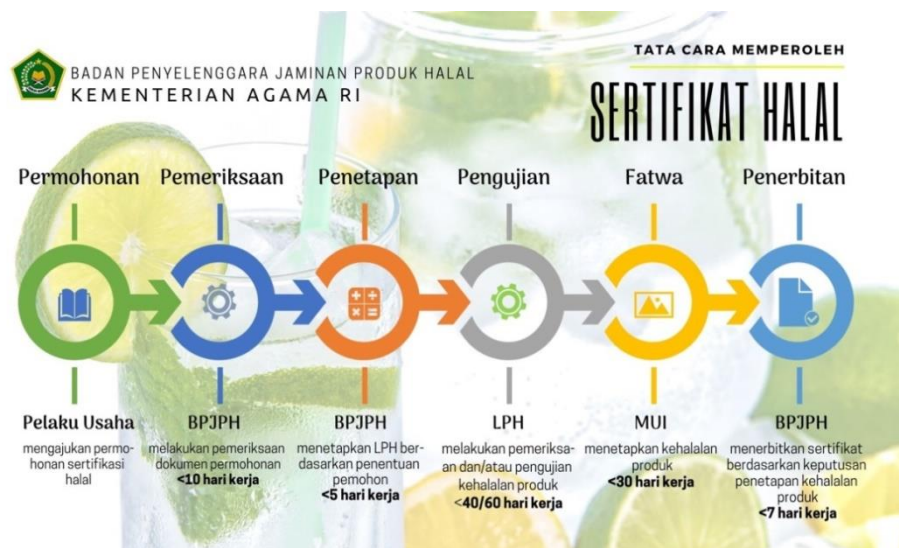 BADAN PENYELENGGARA JAMINAN PRODUK HALAL
KEMENTERIAN AGAMA RI
TATA CARA MEMPEROLEH
SERTIFIKAT HALAL
Permohonan
Pemeriksaan
Penetapan
Pengujian
Fatwa
Penerbitan
Pelaku Usaha
mengajukan permo-
honan sertifikasi
halal
BPJPH
melakukan pemeriksaan
dokumen permohonan
<10 hari kerja
BPJPH
menetapkan LPH ber-
dasarkan penentuan
pemohon
<5 hari kerja
LPH
melakukan pemeriksa-
an dan/atau pengujian
kehalalan produk
<40/60 hari kerja
MUI
menetapkan kehalalan
produk
<30 hari kerja
BPJPH
menerbitkan sertifikat
berdasarkan keputusan
penetapan kehalalan
produk
<7 hari kerja